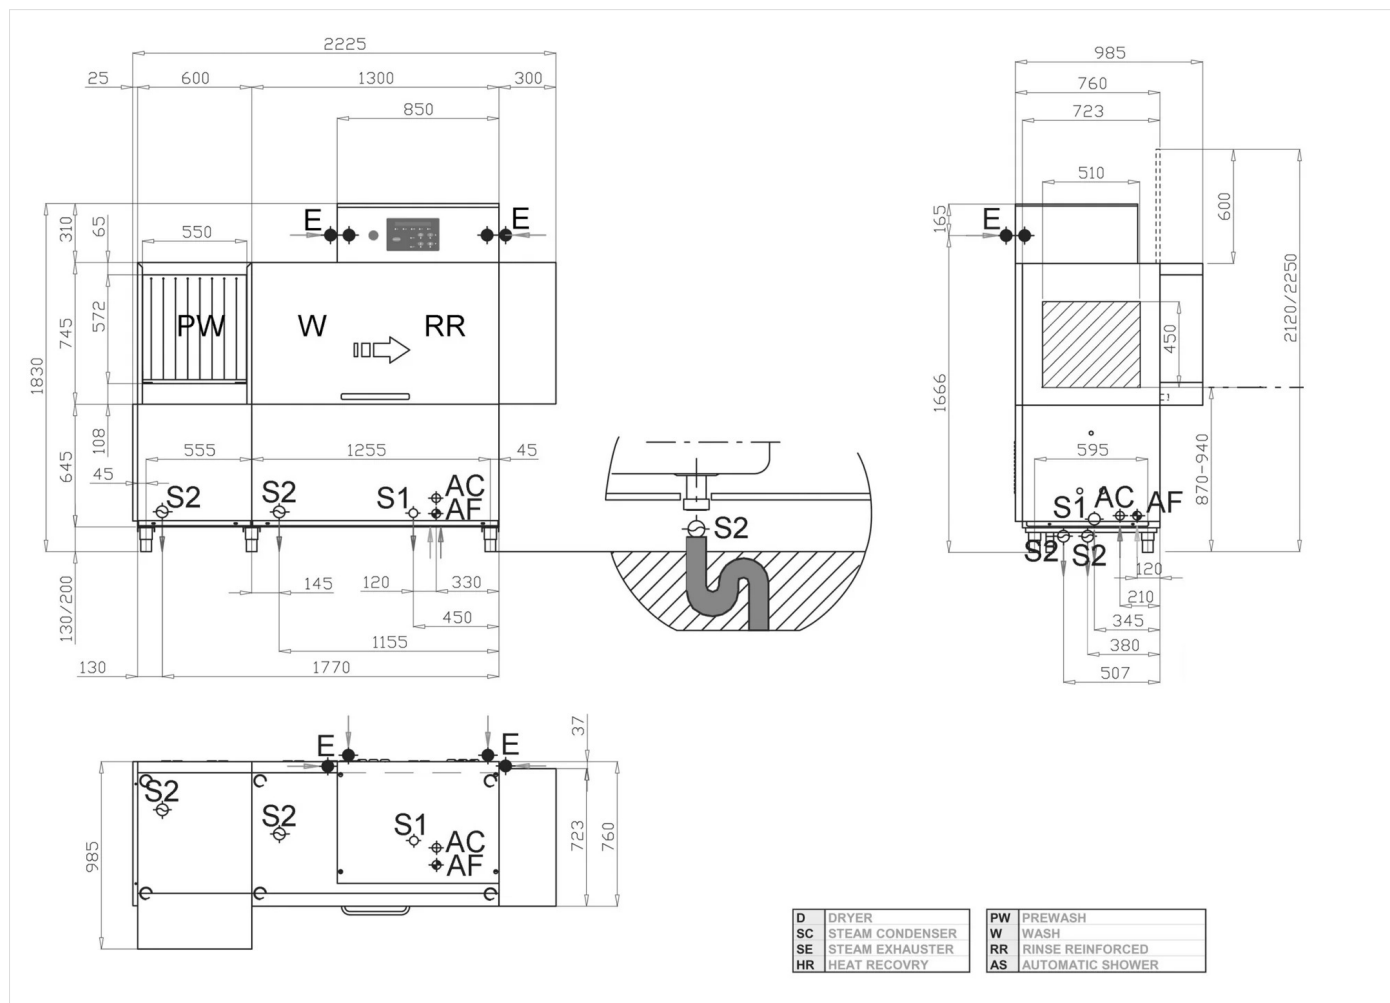 2225
25 600 1300 300
850
E E
310 65
550
PW W RR
745 572
1830
108
645
555 1255 45
45
S2 S2 S1 AC
AF
130/200
145 120 330
450
1155
130 1770
S2
985
760
723
510
600
E
165
2120/2250
450
1666
870-940
595
S1 AC AF
S2 S2
120
210
345
380
507
E E
37
S2 S2 S1 AC
AF
985
723 760
D DRYER
SC STEAM CONDENSER
SE STEAM EXHAUSTER
HR HEAT RECOVRY
PW PREWASH
W WASH
RR RINSE REINFORCED
AS AUTOMATIC SHOWER